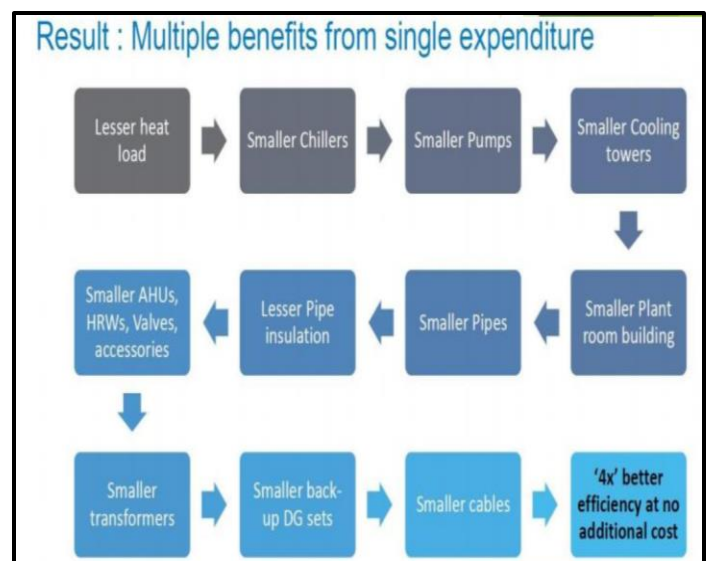 Result : Multiple benefits from single expenditure
Lesser heat
load
Smaller Chillers
Smaller Pumps
Smaller Cooling
towers
Smaller Plant
room building
Smaller Pipes
Lesser Pipe
insulation
Smaller AHUs,
HRWs, Valves,
accessories
Smaller
transformers
Smaller back-
up DG sets
Smaller cables
‘4x’ better
efficiency at no
additional cost